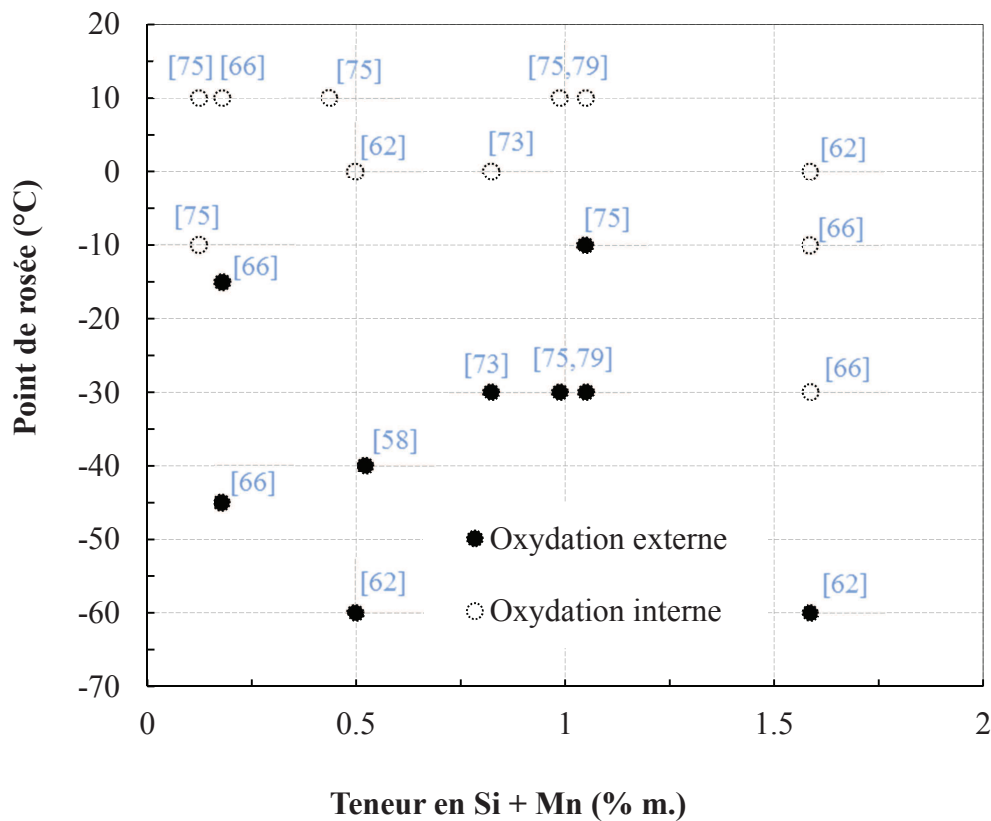 20
[75] [66] [75] [75,79]
10
[62] [73] [62]
0
[75] [75] [66]
-10
[66]
-20
[73] [75,79] [66]
-30
[58]
-40
[66]
-50
Oxydation externe
[62] [62]
-60
Oxydation interne
-70
0 0.5 1 1.5 2
Point de rosée (°C)
Teneur en Si + Mn (% m.)